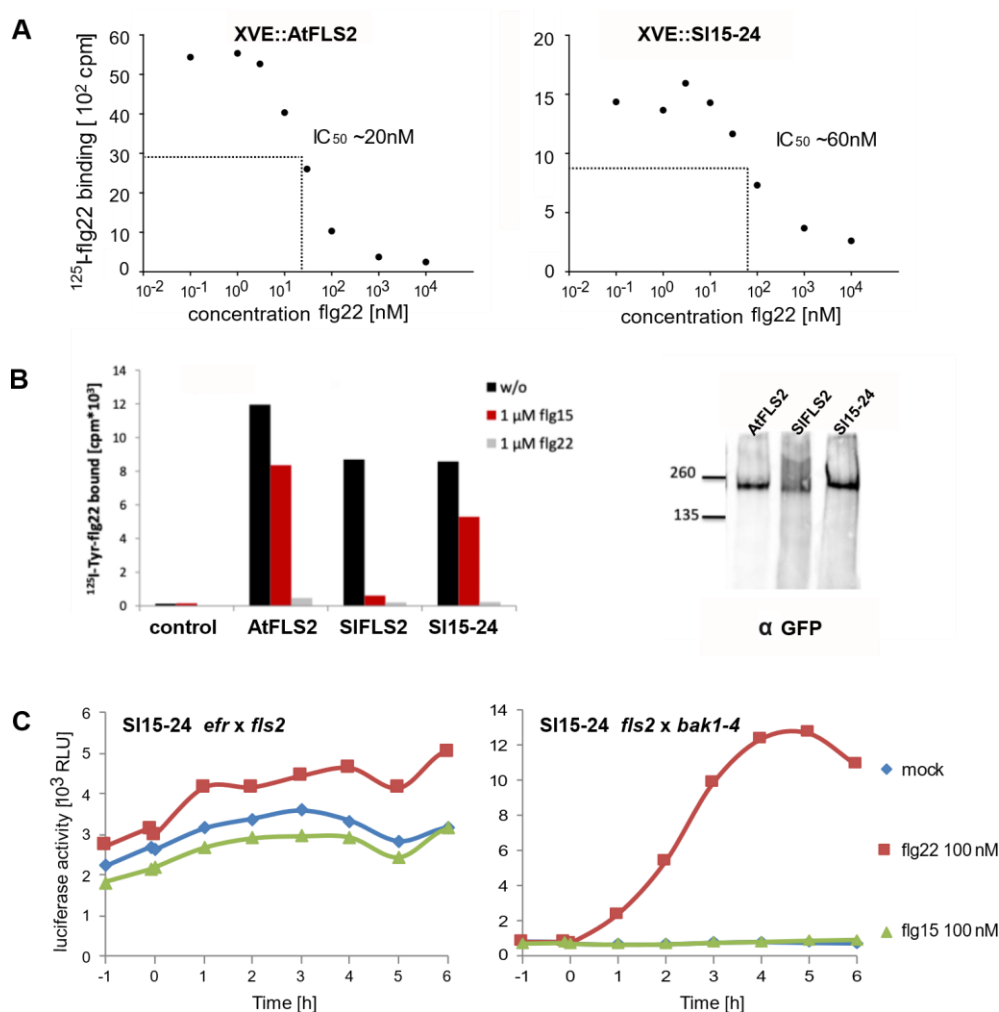 A
XVE::AtFLS2
XVE::Sl15-24
¹²⁵I-flg22 binding [ 10² cpm]
60
50
40
30
20
10
0
IC₅₀ ~20nM
10⁻² 10⁻¹ 10⁰ 10¹ 10² 10³ 10⁴
concentration flg22 [nM]
20
15
10
5
0
IC₅₀ ~60nM
10⁻² 10⁻¹ 10⁰ 10¹ 10² 10³ 10⁴
concentration flg22 [nM]
B
¹²⁵I-Tyr-flg22 bound [cpm*10³]
14
12
10
8
6
4
2
0
w/o
1 µM flg15
1 µM flg22
control AtFLS2 SlFLS2 Sl15-24
AtFLS2 SlFLS2 Sl15-24
260
135
α GFP
C
Sl15-24 efr x fls2
luciferase activity [10³ RLU]
6
5
4
3
2
1
0
-1 0 1 2 3 4 5 6
Time [h]
Sl15-24 fls2 x bak1-4
14
12
10
8
6
4
2
0
-1 0 1 2 3 4 5 6
Time [h]
mock
flg22 100 nM
flg15 100 nM